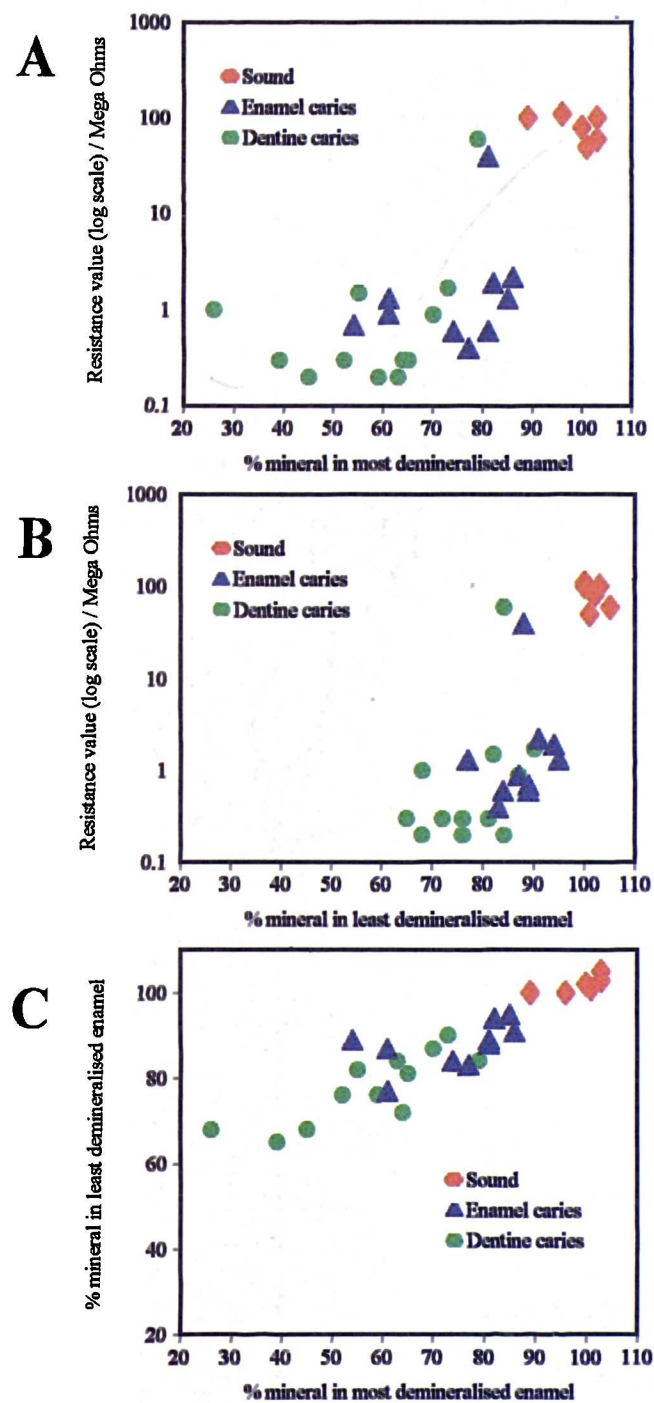 A
1000
100
10
1
0.1
Resistance value (log scale) / Mega Ohms
Sound
Enamel caries
Dentine caries
20 30 40 50 60 70 80 90 100 110
% mineral in most demineralised enamel
B
1000
100
10
1
0.1
Resistance value (log scale) / Mega Ohms
Sound
Enamel caries
Dentine caries
20 30 40 50 60 70 80 90 100 110
% mineral in least demineralised enamel
C
100
80
60
40
20
% mineral in least demineralised enamel
Sound
Enamel caries
Dentine caries
20 30 40 50 60 70 80 90 100 110
% mineral in most demineralised enamel